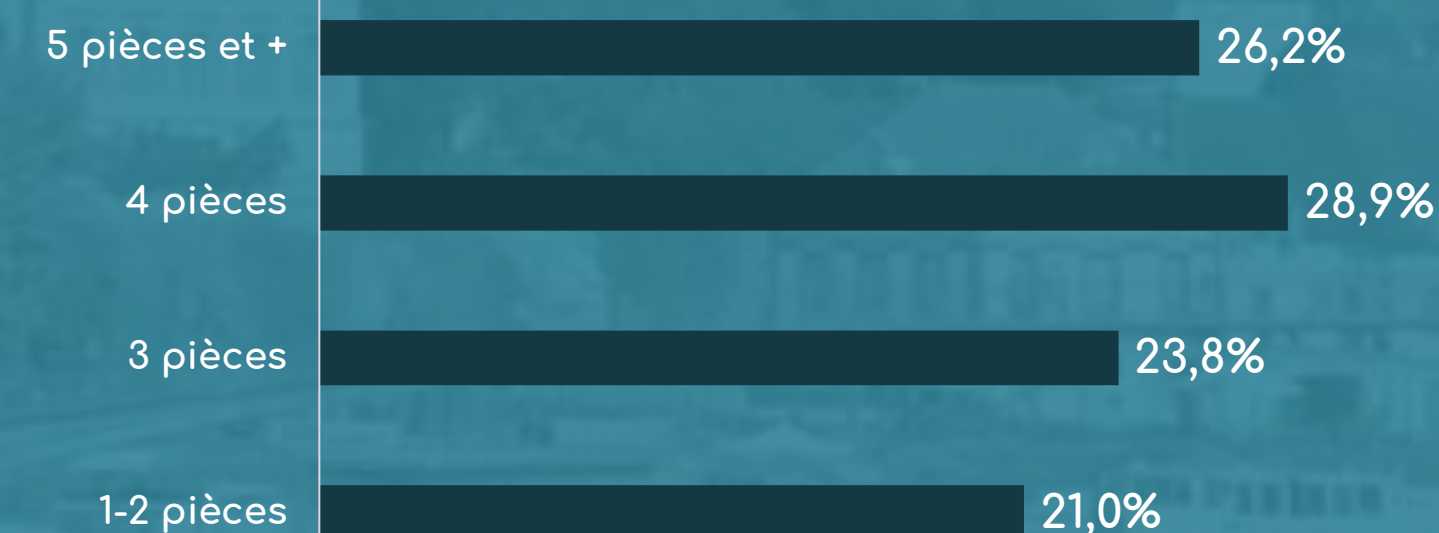 5 pièces et + 26,2%
4 pièces 28,9%
3 pièces 23,8%
1-2 pièces 21,0%